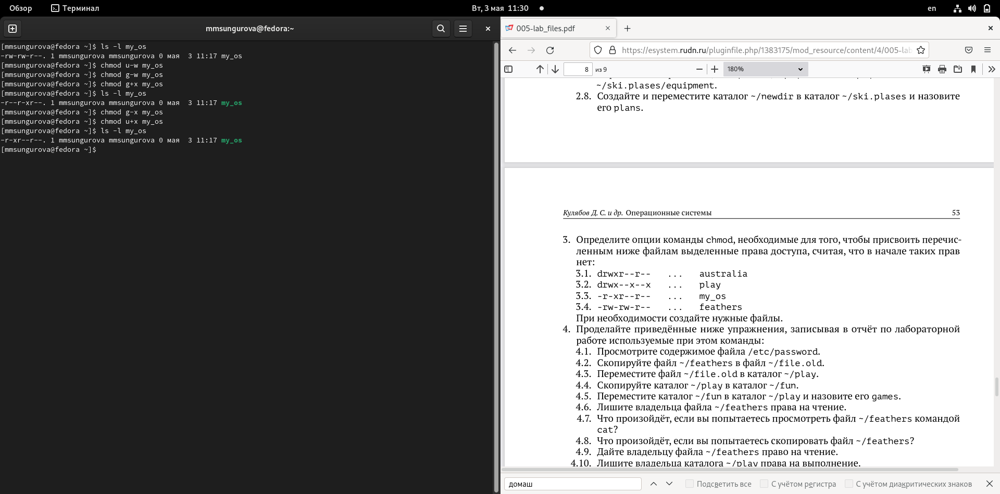 Обзор Терминал Вт, 3 мая 11:30 en
mmsungurova@fedora:~
[mmsungurova@fedora ~]$ ls -l my_os
-rw-rw-r--. 1 mmsungurova mmsungurova 0 мая  3 11:17 my_os
[mmsungurova@fedora ~]$ chmod u-w my_os
[mmsungurova@fedora ~]$ chmod g-w my_os
[mmsungurova@fedora ~]$ chmod g+x my_os
[mmsungurova@fedora ~]$ ls -l my_os
-r--r-xr--. 1 mmsungurova mmsungurova 0 мая  3 11:17 my_os
[mmsungurova@fedora ~]$ chmod g-x my_os
[mmsungurova@fedora ~]$ chmod u+x my_os
[mmsungurova@fedora ~]$ ls -l my_os
-r-xr--r--. 1 mmsungurova mmsungurova 0 мая  3 11:17 my_os
[mmsungurova@fedora ~]$
005-lab_files.pdf
https://esystem.rudn.ru/pluginfile.php/1383175/mod_resource/content/4/005-lab
8 из 9 180%
~/ski.plases/equipment.
2.8. Создайте и переместите каталог ~/newdir в каталог ~/ski.plases и назовите
его plans.
Кулябов Д. С. и др. Операционные системы 53
3. Определите опции команды chmod, необходимые для того, чтобы присвоить перечис-
ленным ниже файлам выделенные права доступа, считая, что в начале таких прав
нет:
3.1. drwxr--r-- ... australia
3.2. drwx--x--x ... play
3.3. -r-xr--r-- ... my_os
3.4. -rw-rw-r-- ... feathers
При необходимости создайте нужные файлы.
4. Проделайте приведённые ниже упражнения, записывая в отчёт по лабораторной
работе используемые при этом команды:
4.1. Просмотрите содержимое файла /etc/password.
4.2. Скопируйте файл ~/feathers в файл ~/file.old.
4.3. Переместите файл ~/file.old в каталог ~/play.
4.4. Скопируйте каталог ~/play в каталог ~/fun.
4.5. Переместите каталог ~/fun в каталог ~/play и назовите его games.
4.6. Лишите владельца файла ~/feathers права на чтение.
4.7. Что произойдёт, если вы попытаетесь просмотреть файл ~/feathers командой
cat?
4.8. Что произойдёт, если вы попытаетесь скопировать файл ~/feathers?
4.9. Дайте владельцу файла ~/feathers право на чтение.
4.10. Лишите владельца каталога ~/play права на выполнение.
домаш Подсветить все С учётом регистра С учётом диакритических знаков